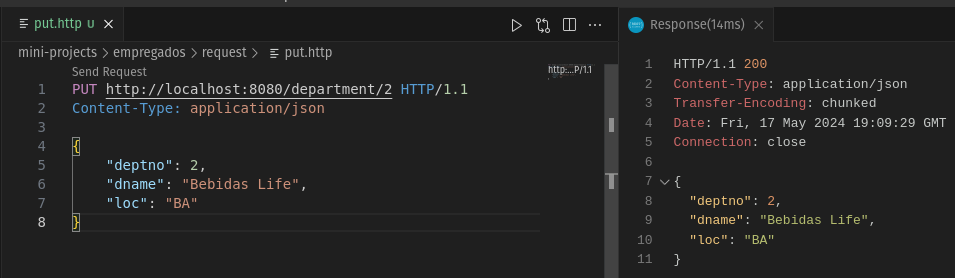 put.http U
mini-projects > empregados > request > put.http
Send Request
1 PUT http://localhost:8080/department/2 HTTP/1.1
2 Content-Type: application/json
3
4 {
5 "deptno": 2,
6 "dname": "Bebidas Life",
7 "loc": "BA"
8 }
http:...P/1.1
Response(14ms)
1 HTTP/1.1 200
2 Content-Type: application/json
3 Transfer-Encoding: chunked
4 Date: Fri, 17 May 2024 19:09:29 GMT
5 Connection: close
6
7 {
8 "deptno": 2,
9 "dname": "Bebidas Life",
10 "loc": "BA"
11 }